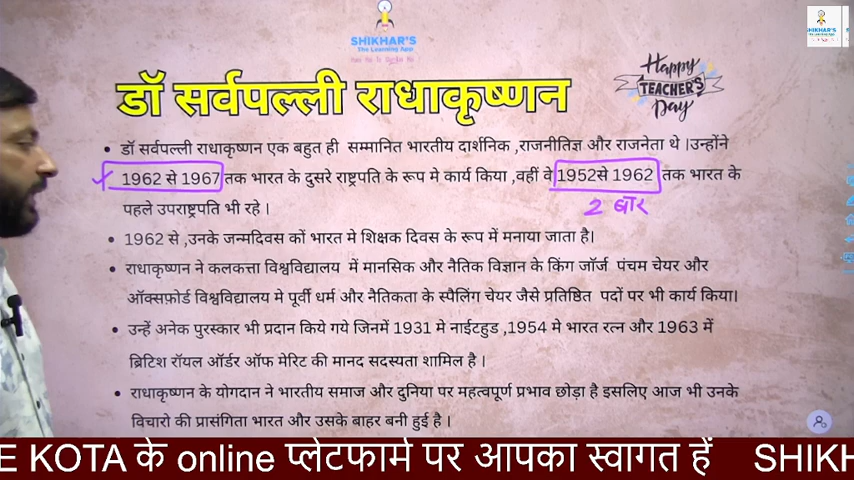 SHIKHAR'S
The Learning App
Happy
TEACHER'S
Day
डॉ सर्वपल्ली राधाकृष्णन
डॉ सर्वपल्ली राधाकृष्णन एक बहुत ही सम्मानित भारतीय दार्शनिक ,राजनीतिज्ञ और राजनेता थे ।उन्होंने
1962 से 1967 तक भारत के दुसरे राष्ट्रपति के रूप मे कार्य किया ,वहीं वे 1952से 1962 तक भारत के
2 बार
पहले उपराष्ट्रपति भी रहे ।
1962 से ,उनके जन्मदिवस कों भारत मे शिक्षक दिवस के रूप में मनाया जाता है।
राधाकृष्णन ने कलकत्ता विश्वविद्यालय में मानसिक और नैतिक विज्ञान के किंग जॉर्ज पंचम चेयर और
ऑक्सफ़ोर्ड विश्वविद्यालय मे पूर्वी धर्म और नैतिकता के स्पैलिंग चेयर जैसे प्रतिष्ठित पदों पर भी कार्य किया।
उन्हें अनेक पुरस्कार भी प्रदान किये गये जिनमें 1931 मे नाईटहुड ,1954 मे भारत रत्न और 1963 में
ब्रिटिश रॉयल ऑर्डर ऑफ मेरिट की मानद सदस्यता शामिल है ।
राधाकृष्णन के योगदान ने भारतीय समाज और दुनिया पर महत्वपूर्ण प्रभाव छोड़ा है इसलिए आज भी उनके
विचारो की प्रासंगिता भारत और उसके बाहर बनी हुई है ।
E KOTA के online प्लेटफार्म पर आपका स्वागत हें SHIKH